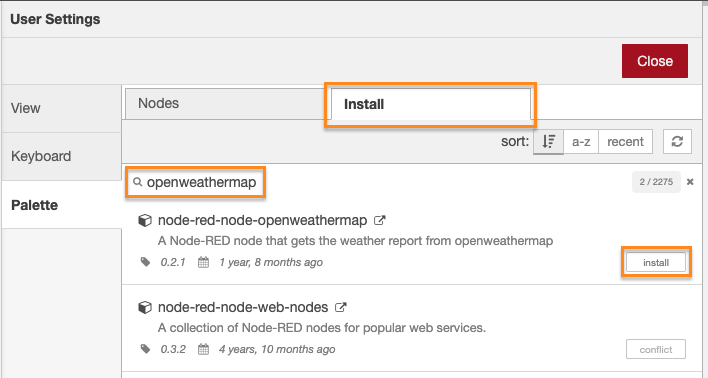 User Settings
Close
View
Keyboard
Palette
Nodes
Install
sort:
a-z
recent
openweathermap
2 / 2275
node-red-node-openweathermap
A Node-RED node that gets the weather report from openweathermap
0.2.1
1 year, 8 months ago
install
node-red-node-web-nodes
A collection of Node-RED nodes for popular web services.
0.3.2
4 years, 10 months ago
conflict